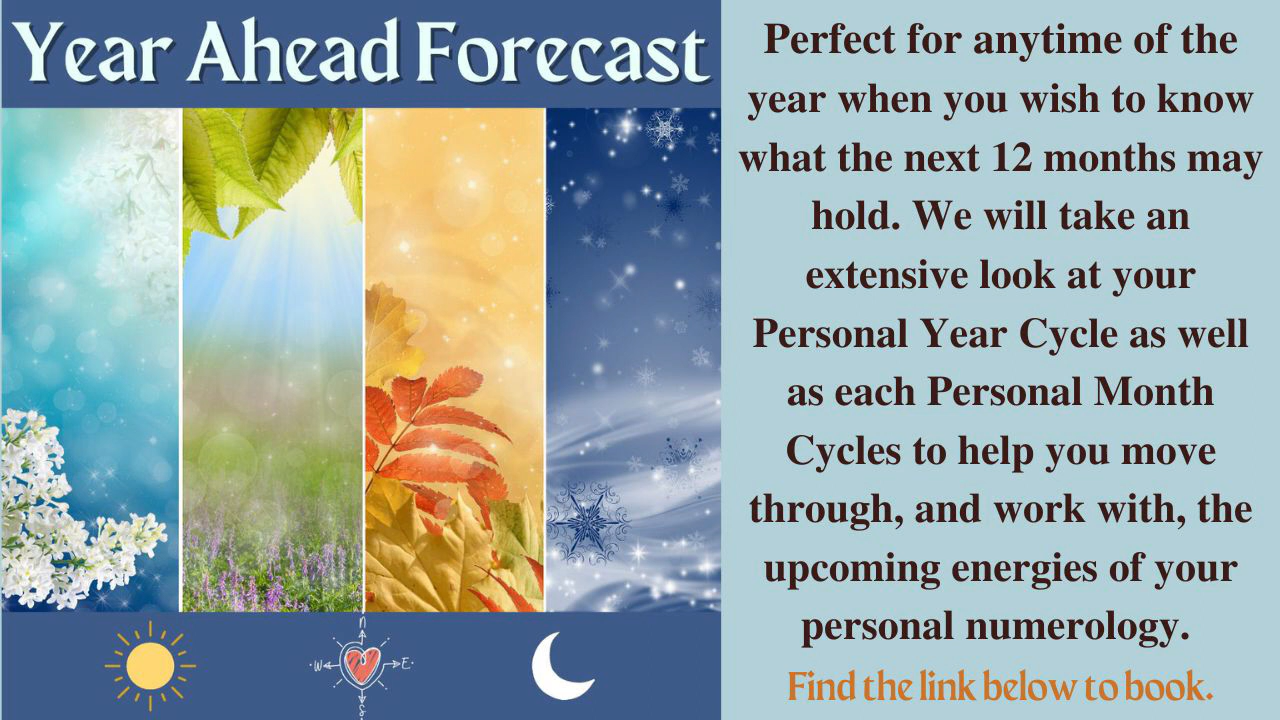 Year Ahead Forecast
Perfect for anytime of the
year when you wish to know
what the next 12 months may
hold. We will take an
extensive look at your
Personal Year Cycle as well
as each Personal Month
Cycles to help you move
through, and work with, the
upcoming energies of your
personal numerology.
Find the link below to book.
n
W E
S